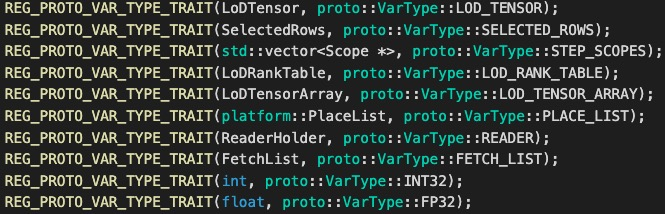 REG_PROTO_VAR_TYPE_TRAIT(LoDTensor, proto::VarType::LOD_TENSOR);
REG_PROTO_VAR_TYPE_TRAIT(SelectedRows, proto::VarType::SELECTED_ROWS);
REG_PROTO_VAR_TYPE_TRAIT(std::vector<Scope *>, proto::VarType::STEP_SCOPES);
REG_PROTO_VAR_TYPE_TRAIT(LoDRankTable, proto::VarType::LOD_RANK_TABLE);
REG_PROTO_VAR_TYPE_TRAIT(LoDTensorArray, proto::VarType::LOD_TENSOR_ARRAY);
REG_PROTO_VAR_TYPE_TRAIT(platform::PlaceList, proto::VarType::PLACE_LIST);
REG_PROTO_VAR_TYPE_TRAIT(ReaderHolder, proto::VarType::READER);
REG_PROTO_VAR_TYPE_TRAIT(FetchList, proto::VarType::FETCH_LIST);
REG_PROTO_VAR_TYPE_TRAIT(int, proto::VarType::INT32);
REG_PROTO_VAR_TYPE_TRAIT(float, proto::VarType::FP32);